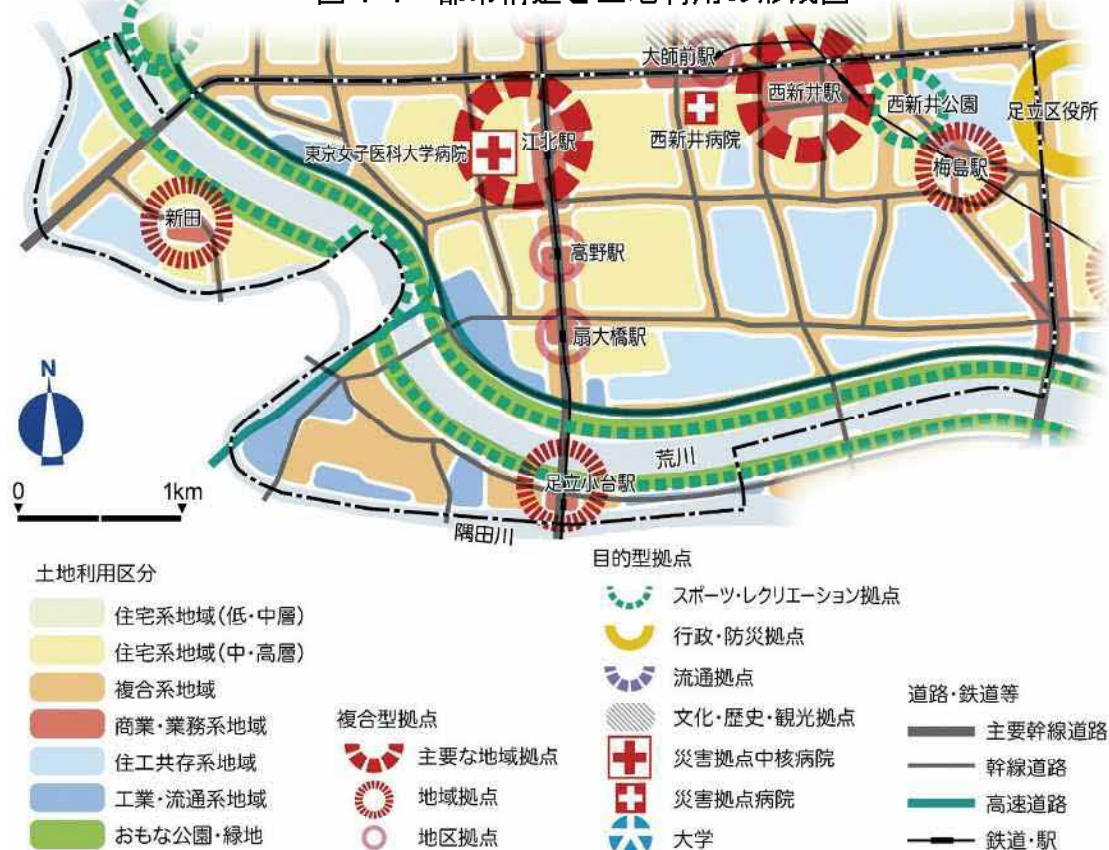 大師前駅
西新井駅
西新井公園
足立区役所
東京女子医科大学病院
江北駅
西新井病院
梅島駅
新田
高野駅
扇大橋駅
N
荒川
0 1km
足立小台駅
隅田川
土地利用区分
住宅系地域(低・中層)
住宅系地域(中・高層)
複合系地域
商業・業務系地域
住工共存系地域
工業・流通系地域
おもな公園・緑地
複合型拠点
主要な地域拠点
地域拠点
地区拠点
目的型拠点
スポーツ・レクリエーション拠点
行政・防災拠点
流通拠点
文化・歴史・観光拠点
災害拠点中核病院
災害拠点病院
大学
道路・鉄道等
主要幹線道路
幹線道路
高速道路
鉄道・駅